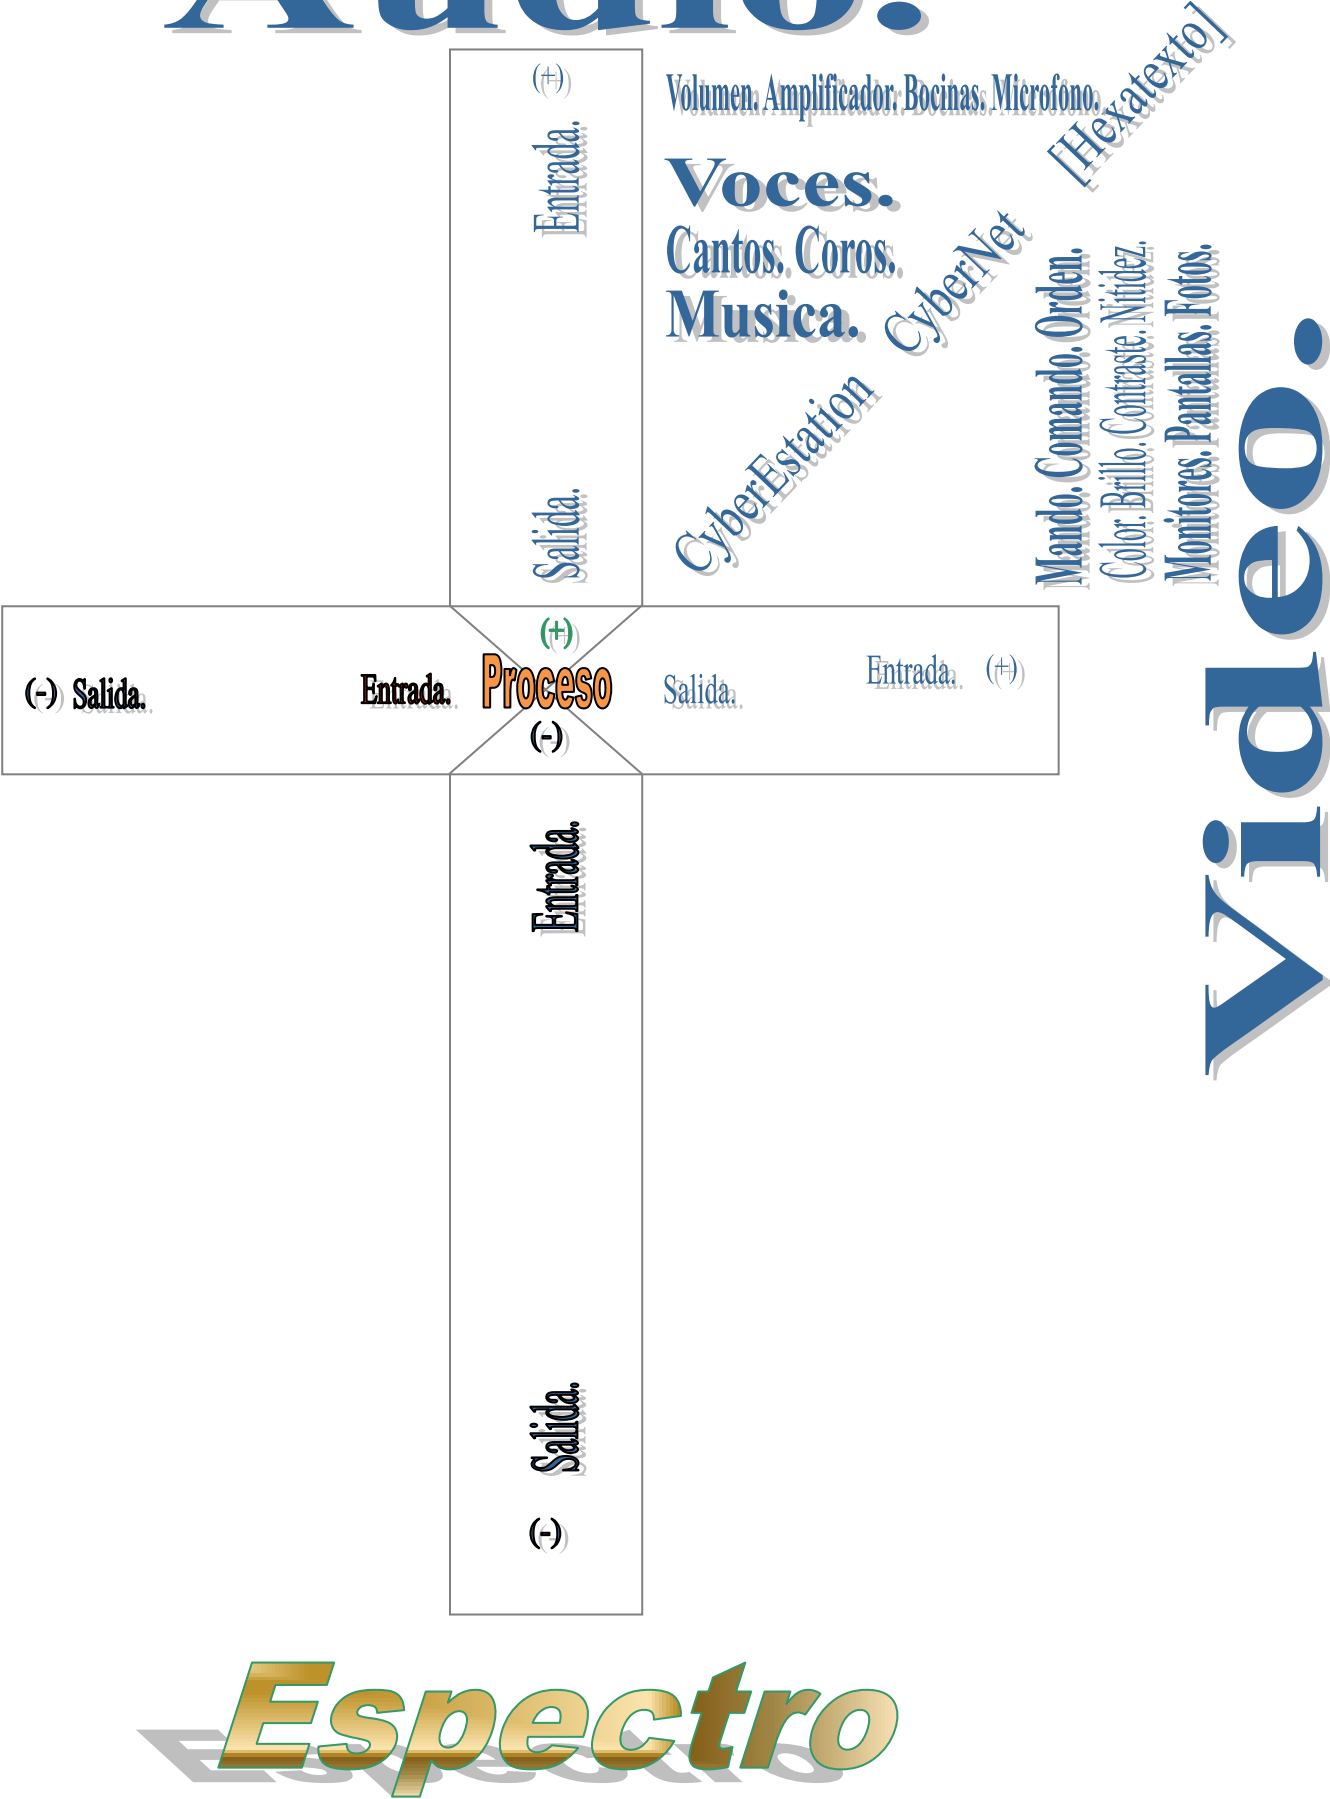 Audio.
(+)
Entrada.
Salida.
Volumen. Amplificador. Bocinas. Microfóno.
Voces.
Cantos. Coros.
Musica.
[Hexatexto]
CyberNet
CyberEstation
Mando. Comando. Orden.
Color. Brillo. Contraste. Nitidez.
Monitores. Pantallas. Fotos.
Video.
(+)
(-) Salida.
Entrada.
Proceso
Salida.
Entrada. (+)
(-)
Entrada.
Salida.
(-)
Espectro